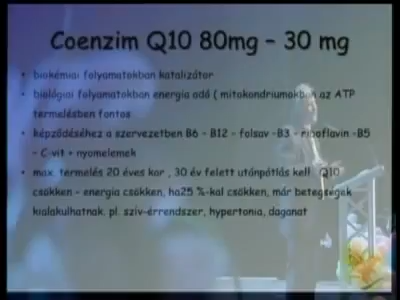 Coenzim Q10 80mg – 30 mg
• biokémiai folyamatokban katalizátor
• biológiai folyamatokban energia adó ( mitokondriumokban az ATP
termelésben fontos
• képződéséhez a szervezetben B6 – B12 – folsav –B3 – riboflavin –B5
– C-vit + nyomelemek
• max. termelés 20 éves kor , 30 év felett utánpótlás kell. Q10
csökken – energia csökken, ha25 %-kal csökken, már betegségek
kialakulhatnak. pl. szív-érrendszer, hypertonia, daganat